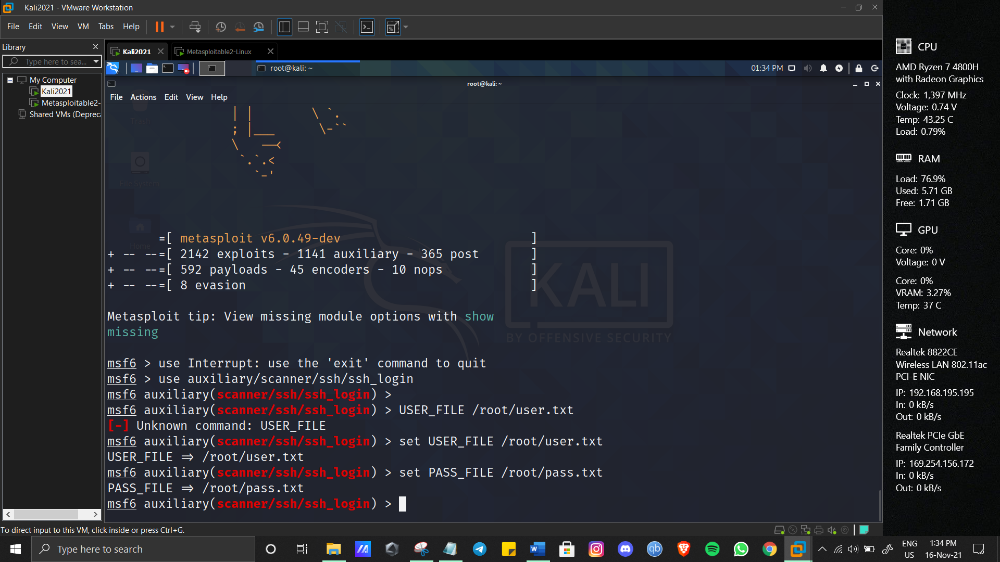 Kali2021 - VMware Workstation
File Edit View VM Tabs Help
Library
Type here to sea...
My Computer
Kali2021
Metasploitable2-
Shared VMs (Depreca
Kali2021
Metasploitable2-Linux
root@kali: ~
01:34 PM
root@kali: ~
File Actions Edit View Help
Trash
File System
Home
=[ metasploit v6.0.49-dev ]
+ -- --=[ 2142 exploits - 1141 auxiliary - 365 post ]
+ -- --=[ 592 payloads - 45 encoders - 10 nops ]
+ -- --=[ 8 evasion ]
KALI
BY OFFENSIVE SECURITY
Metasploit tip: View missing module options with show
missing
msf6 > use Interrupt: use the 'exit' command to quit
msf6 > use auxiliary/scanner/ssh/ssh_login
msf6 auxiliary(scanner/ssh/ssh_login) >
msf6 auxiliary(scanner/ssh/ssh_login) > USER_FILE /root/user.txt
[-] Unknown command: USER_FILE
msf6 auxiliary(scanner/ssh/ssh_login) > set USER_FILE /root/user.txt
USER_FILE => /root/user.txt
msf6 auxiliary(scanner/ssh/ssh_login) > set PASS_FILE /root/pass.txt
PASS_FILE => /root/pass.txt
msf6 auxiliary(scanner/ssh/ssh_login) >
To direct input to this VM, click inside or press Ctrl+G.
CPU
AMD Ryzen 7 4800H
with Radeon Graphics
Clock: 1,397 MHz
Voltage: 0.74 V
Temp: 43.25 C
Load: 0.79%
RAM
Load: 76.9%
Used: 5.71 GB
Free: 1.71 GB
GPU
Core: 0%
Voltage: 0 V
Core: 0%
VRAM: 3.27%
Temp: 37 C
Network
Realtek 8822CE
Wireless LAN 802.11ac
PCI-E NIC
IP: 192.168.195.195
In: 0 kB/s
Out: 0 kB/s
Realtek PCIe GbE
Family Controller
IP: 169.254.156.172
In: 0 kB/s
Out: 0 kB/s
Type here to search
ENG
US
1:34 PM
16-Nov-21